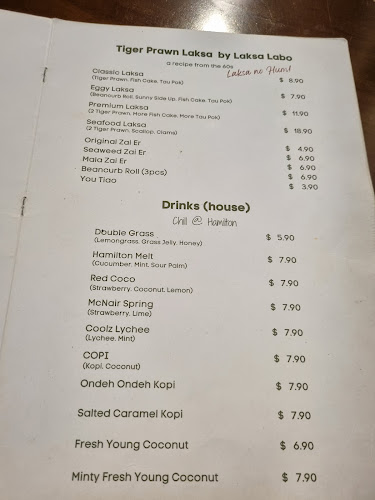 Tiger Prawn Laksa by Laksa Labo
a recipe from the 60s
Laksa no Hum!
Classic Laksa $ 8.90
(Tiger Prawn, Fish Cake, Tau Pok)
Eggy Laksa $ 7.90
(Beancurb Roll, Sunny Side Up, Fish Cake, Tau Pok)
Premium Laksa $ 11.90
(2 Tiger Prawn, More Fish Cake, More Tau Pok)
Seafood Laksa $ 18.90
(2 Tiger Prawn, Scallop, Clams)
Original Zai Er $ 4.90
Seaweed Zai Er $ 6.90
Mala Zai Er $ 6.90
Beancurb Roll (3pcs) $ 6.90
You Tiao $ 3.90
Drinks (house)
Chill @ Hamilton
Double Grass $ 5.90
(Lemongrass, Grass Jelly, Honey)
Hamilton Melt $ 7.90
(Cucumber, Mint, Sour Palm)
Red Coco $ 7.90
(Strawberry, Coconut, Lemon)
McNair Spring $ 7.90
(Strawberry, Lime)
Coolz Lychee $ 7.90
(Lychee, Mint)
COPI $ 7.90
(Kopi, Coconut)
Ondeh Ondeh Kopi $ 7.90
Salted Caramel Kopi $ 7.90
Fresh Young Coconut $ 6.90
Minty Fresh Young Coconut $ 7.90